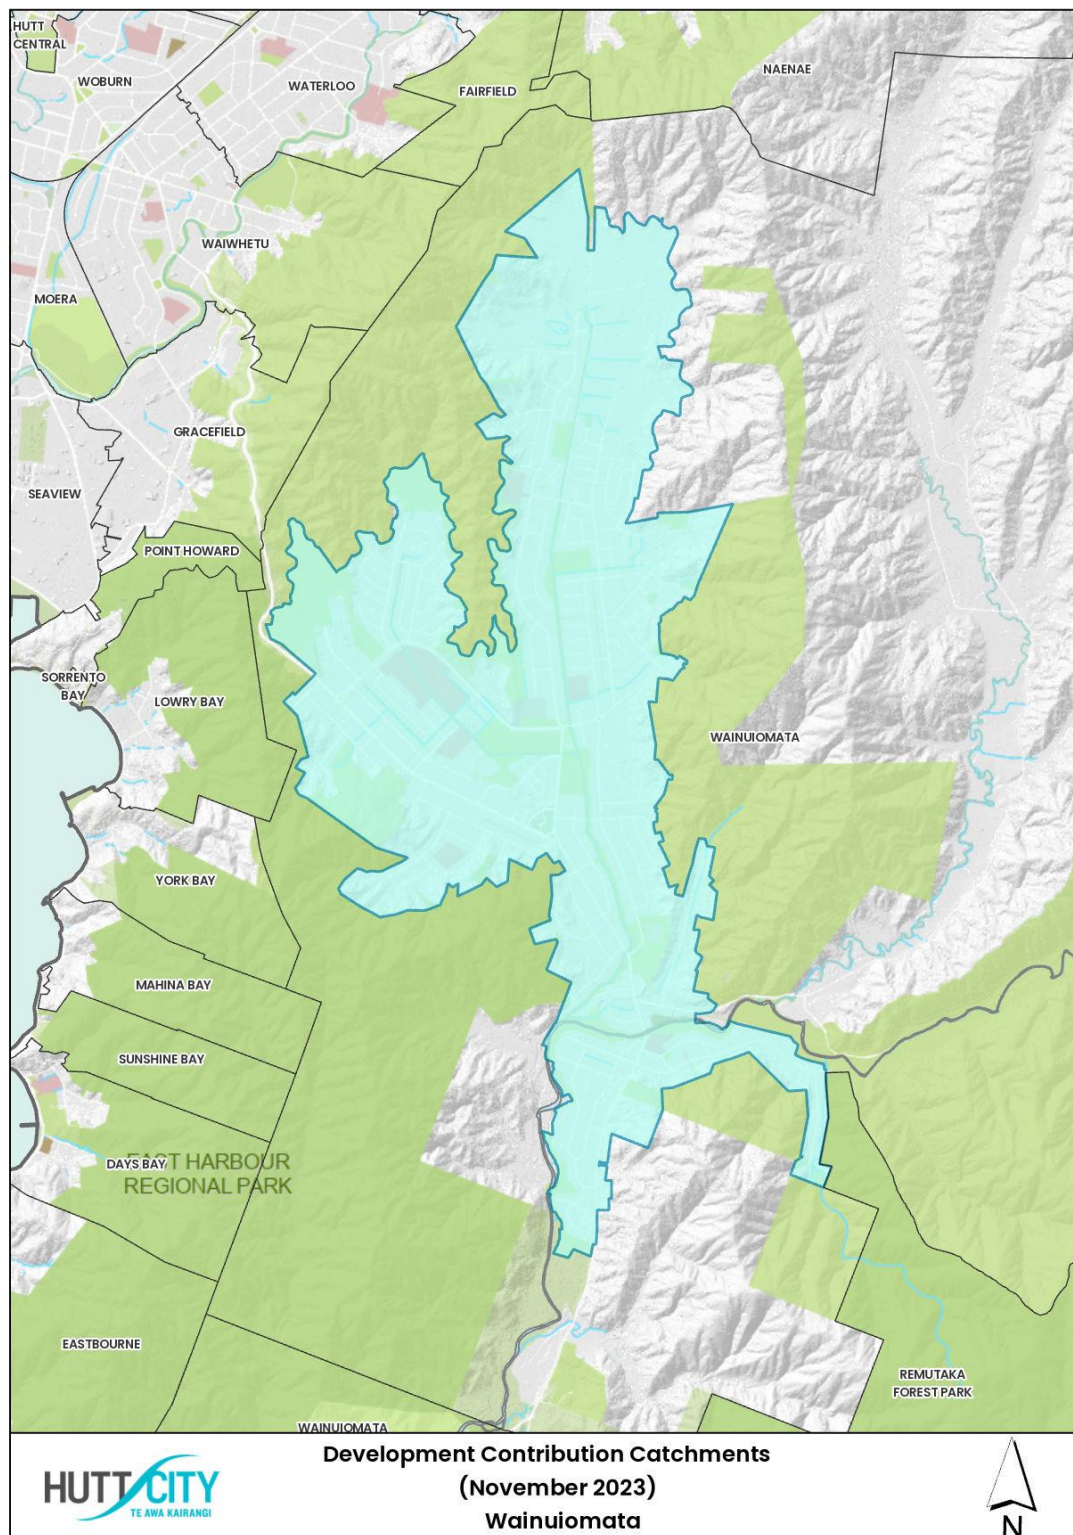 HUTT
CENTRAL
WOBURN
WATERLOO
FAIRFIELD
NAENAE
WAIWHETU
MOERA
GRACEFIELD
SEAVIEW
POINT HOWARD
SORRENTO
BAY
LOWRY BAY
WAINUIOMATA
YORK BAY
MAHINA BAY
SUNSHINE BAY
DAYS BAY
EAST HARBOUR
REGIONAL PARK
EASTBOURNE
REMUTAKA
FOREST PARK
WAINUIOMATA
HUTT CITY
TE AWA KAIRANGI
Development Contribution Catchments
(November 2023)
Wainuiomata
N